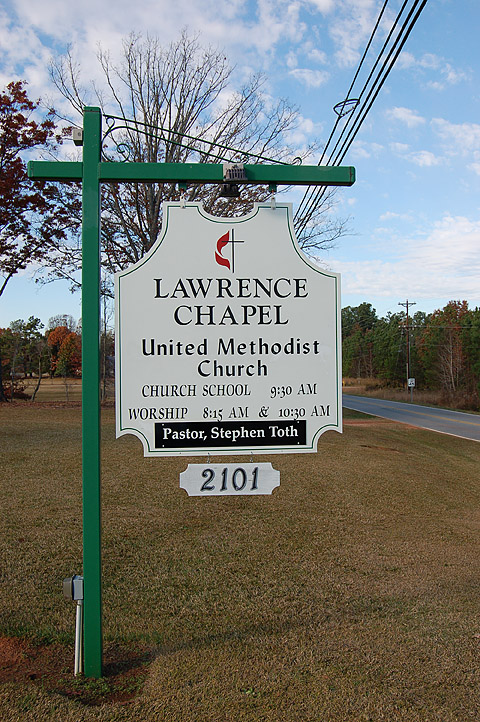 LAWRENCE
CHAPEL
United Methodist
Church
CHURCH SCHOOL 9:30 AM
WORSHIP 8:15 AM & 10:30 AM
Pastor, Stephen Toth
2101